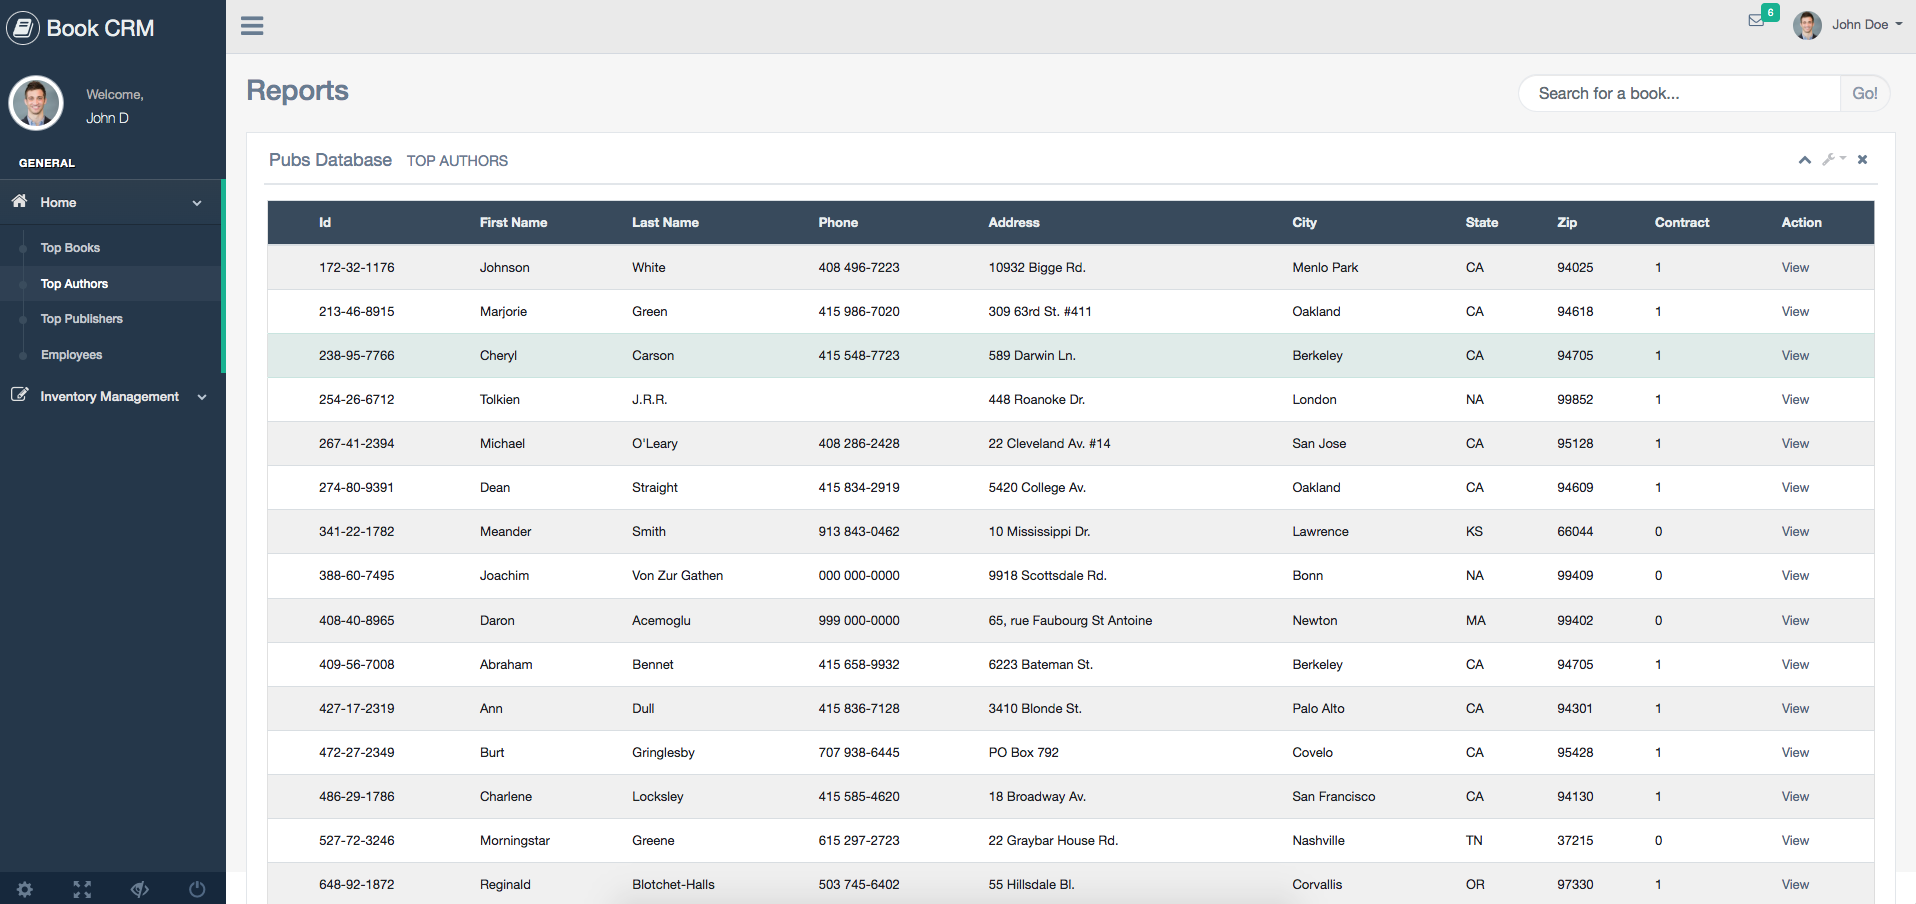 Book CRM
6
John Doe
Welcome,
John D
Reports
Search for a book... Go!
GENERAL
Home
Top Books
Top Authors
Top Publishers
Employees
Inventory Management
Pubs Database TOP AUTHORS
Id First Name Last Name Phone Address City State Zip Contract Action
172-32-1176 Johnson White 408 496-7223 10932 Bigge Rd. Menlo Park CA 94025 1 View
213-46-8915 Marjorie Green 415 986-7020 309 63rd St. #411 Oakland CA 94618 1 View
238-95-7766 Cheryl Carson 415 548-7723 589 Darwin Ln. Berkeley CA 94705 1 View
254-26-6712 Tolkien J.R.R. 448 Roanoke Dr. London NA 99852 1 View
267-41-2394 Michael O'Leary 408 286-2428 22 Cleveland Av. #14 San Jose CA 95128 1 View
274-80-9391 Dean Straight 415 834-2919 5420 College Av. Oakland CA 94609 1 View
341-22-1782 Meander Smith 913 843-0462 10 Mississippi Dr. Lawrence KS 66044 0 View
388-60-7495 Joachim Von Zur Gathen 000 000-0000 9918 Scottsdale Rd. Bonn NA 99409 0 View
408-40-8965 Daron Acemoglu 999 000-0000 65, rue Faubourg St Antoine Newton MA 99402 0 View
409-56-7008 Abraham Bennet 415 658-9932 6223 Bateman St. Berkeley CA 94705 1 View
427-17-2319 Ann Dull 415 836-7128 3410 Blonde St. Palo Alto CA 94301 1 View
472-27-2349 Burt Gringlesby 707 938-6445 PO Box 792 Covelo CA 95428 1 View
486-29-1786 Charlene Locksley 415 585-4620 18 Broadway Av. San Francisco CA 94130 1 View
527-72-3246 Morningstar Greene 615 297-2723 22 Graybar House Rd. Nashville TN 37215 0 View
648-92-1872 Reginald Blotchet-Halls 503 745-6402 55 Hillsdale Bl. Corvallis OR 97330 1 View